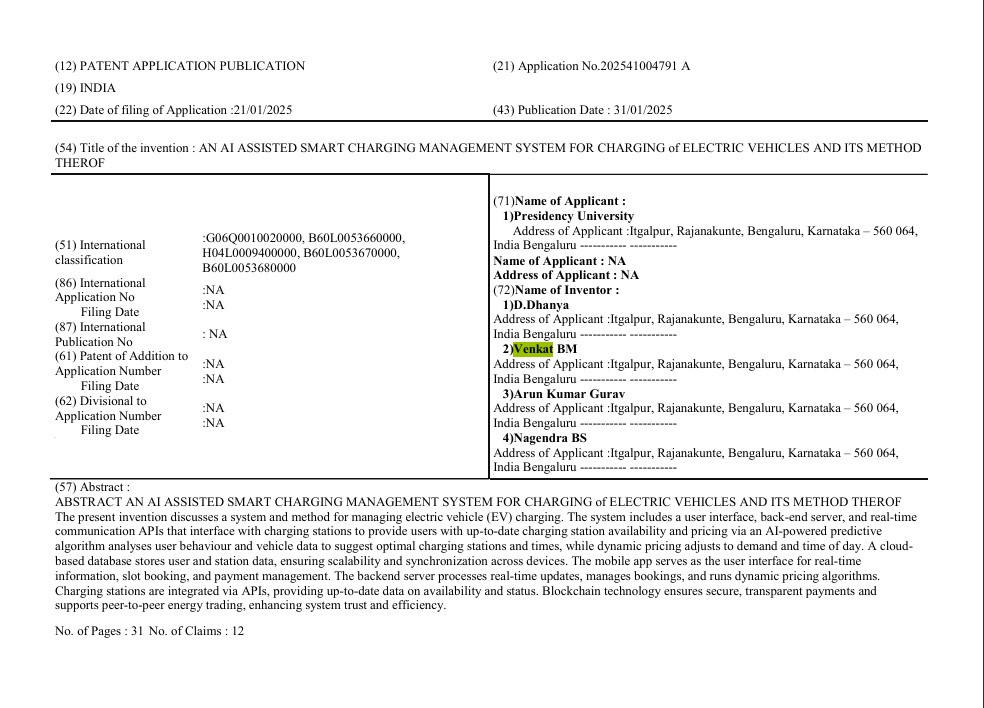 (12) PATENT APPLICATION PUBLICATION
(21) Application No.202541004791 A
(19) INDIA
(22) Date of filing of Application :21/01/2025
(43) Publication Date : 31/01/2025
(54) Title of the invention : AN AI ASSISTED SMART CHARGING MANAGEMENT SYSTEM FOR CHARGING of ELECTRIC VEHICLES AND ITS METHOD
THEROF
(51) International
classification
:G06Q0010020000, B60L0053660000,
H04L0009400000, B60L0053670000,
B60L0053680000
(86) International
Application No
Filing Date
:NA
:NA
(87) International
Publication No
: NA
(61) Patent of Addition to
Application Number
Filing Date
:NA
:NA
(62) Divisional to
Application Number
Filing Date
:NA
:NA
(71)Name of Applicant :
1)Presidency University
Address of Applicant :Itgalpur, Rajanakunte, Bengaluru, Karnataka – 560 064,
India Bengaluru ----------- -----------
Name of Applicant : NA
Address of Applicant : NA
(72)Name of Inventor :
1)D.Dhanya
Address of Applicant :Itgalpur, Rajanakunte, Bengaluru, Karnataka – 560 064,
India Bengaluru ----------- -----------
2)Venkat BM
Address of Applicant :Itgalpur, Rajanakunte, Bengaluru, Karnataka – 560 064,
India Bengaluru ----------- -----------
3)Arun Kumar Gurav
Address of Applicant :Itgalpur, Rajanakunte, Bengaluru, Karnataka – 560 064,
India Bengaluru ----------- -----------
4)Nagendra BS
Address of Applicant :Itgalpur, Rajanakunte, Bengaluru, Karnataka – 560 064,
India Bengaluru ----------- -----------
(57) Abstract :
ABSTRACT AN AI ASSISTED SMART CHARGING MANAGEMENT SYSTEM FOR CHARGING of ELECTRIC VEHICLES AND ITS METHOD THEROF
The present invention discusses a system and method for managing electric vehicle (EV) charging. The system includes a user interface, back-end server, and real-time
communication APIs that interface with charging stations to provide users with up-to-date charging station availability and pricing via an AI-powered predictive
algorithm analyses user behaviour and vehicle data to suggest optimal charging stations and times, while dynamic pricing adjusts to demand and time of day. A cloud-
based database stores user and station data, ensuring scalability and synchronization across devices. The mobile app serves as the user interface for real-time
information, slot booking, and payment management. The backend server processes real-time updates, manages bookings, and runs dynamic pricing algorithms.
Charging stations are integrated via APIs, providing up-to-date data on availability and status. Blockchain technology ensures secure, transparent payments and
supports peer-to-peer energy trading, enhancing system trust and efficiency.
No. of Pages : 31 No. of Claims : 12